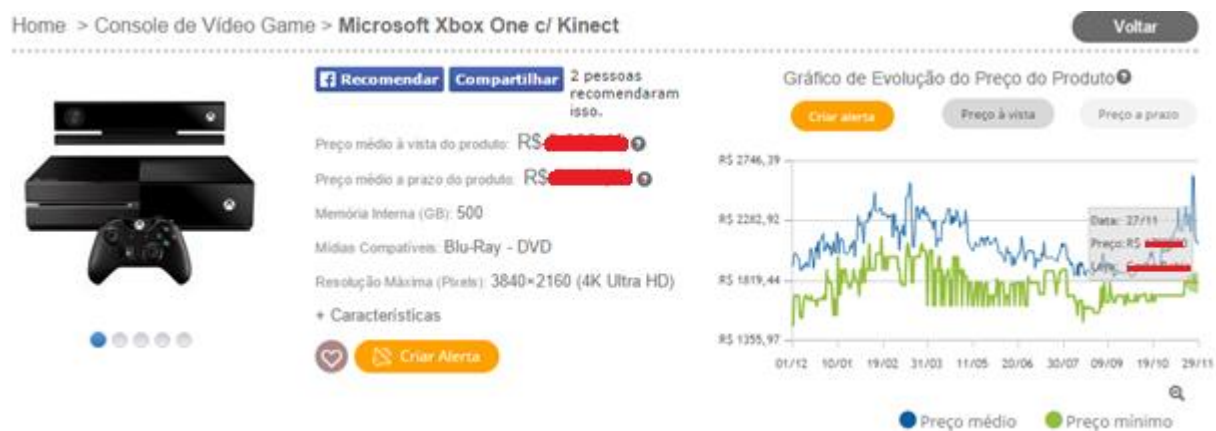 Home > Console de Vídeo Game > Microsoft Xbox One c/ Kinect
Voltar
Recomendar
Compartilhar
2 pessoas
recomendaram
isso.
Preço médio à vista do produto: R$
Preço médio a prazo do produto: R$
Memória Interna (GB): 500
Mídias Compatíveis: Blu-Ray - DVD
Resolução Máxima (Pixels): 3840×2160 (4K Ultra HD)
+ Características
Criar Alerta
Gráfico de Evolução do Preço do Produto
Criar alerta
Preço à vista
Preço a prazo
R$ 2746,39
R$ 2282,92
R$ 1819,44
R$ 1355,97
Data: 27/11
Preço: R$
01/12 10/01 19/02 31/03 11/05 20/06 30/07 09/09 19/10 29/11
Preço médio
Preço mínimo